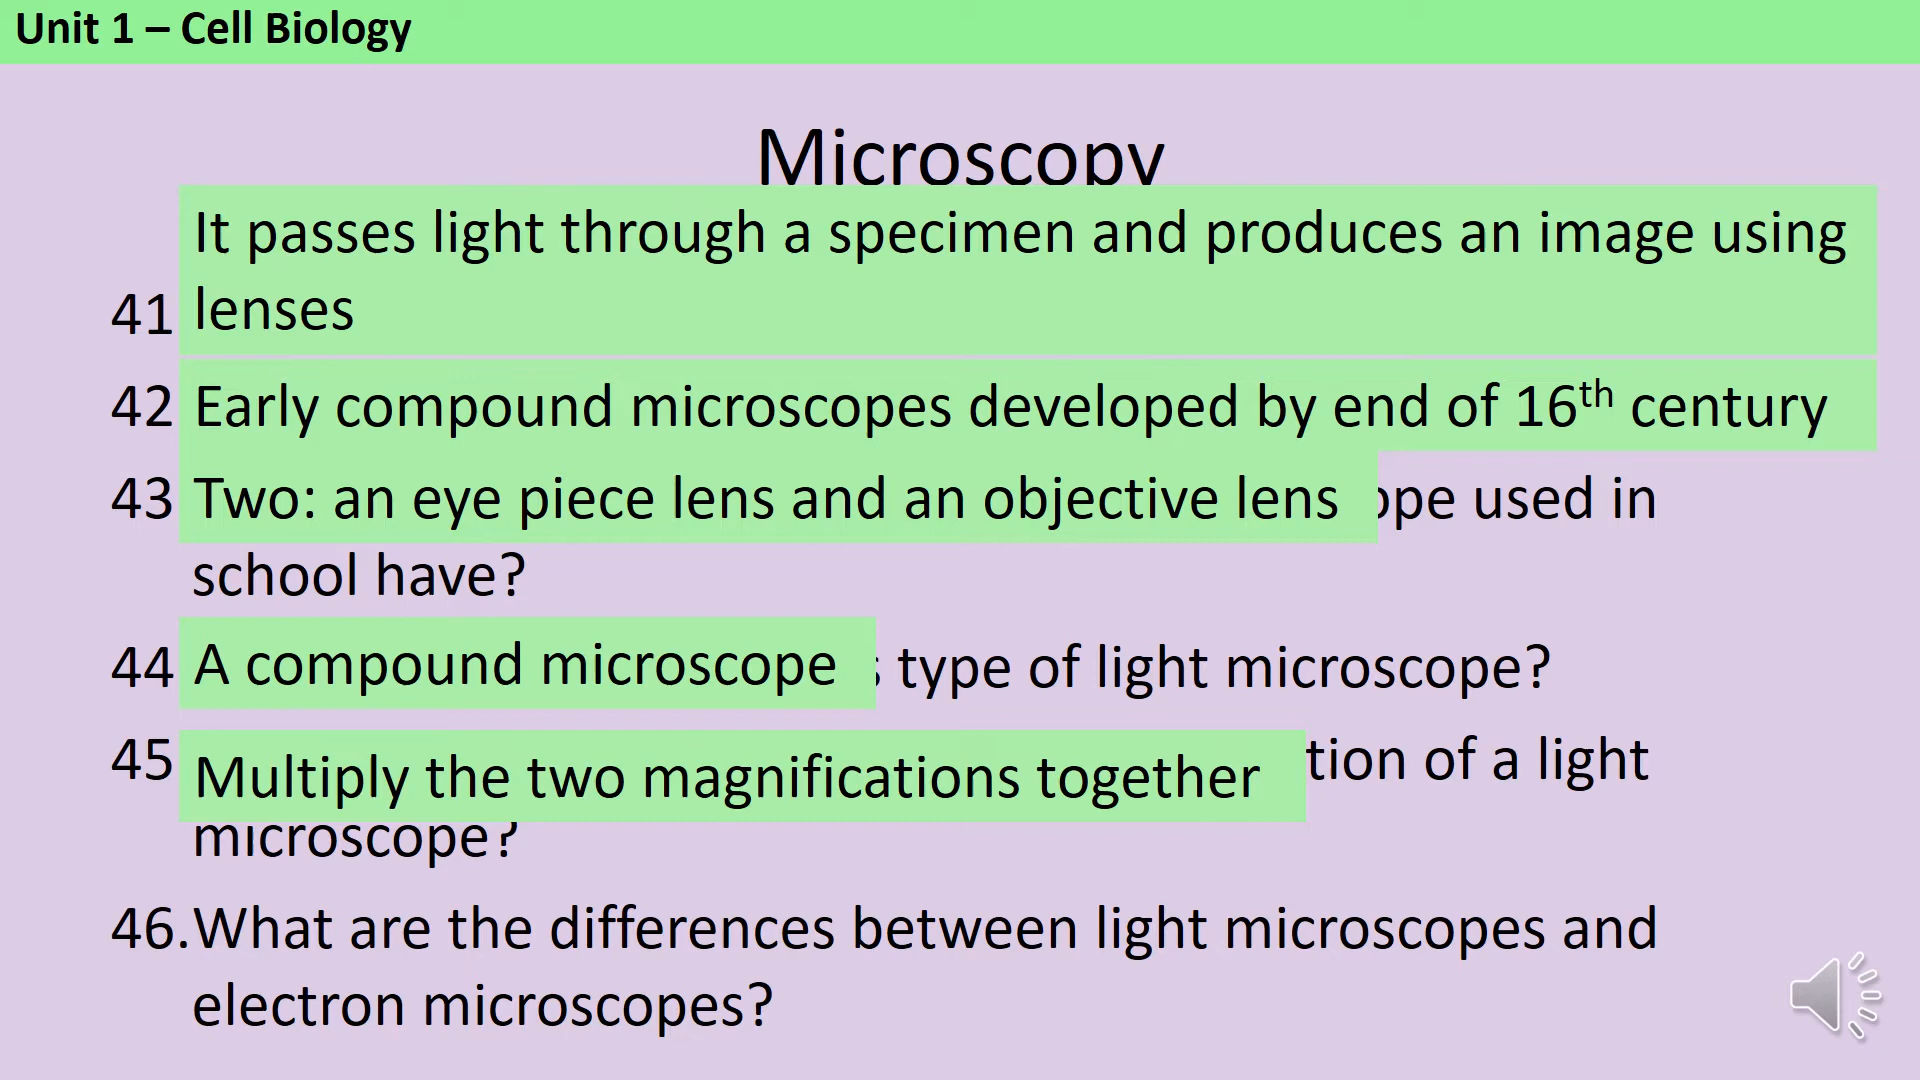 Unit 1 – Cell Biology
Microscopy
It passes light through a specimen and produces an image using
41 lenses
42 Early compound microscopes developed by end of 16th century
43 Two: an eye piece lens and an objective lens ope used in
school have?
44 A compound microscope s type of light microscope?
45 Multiply the two magnifications together tion of a light
microscope?
46.What are the differences between light microscopes and
electron microscopes?